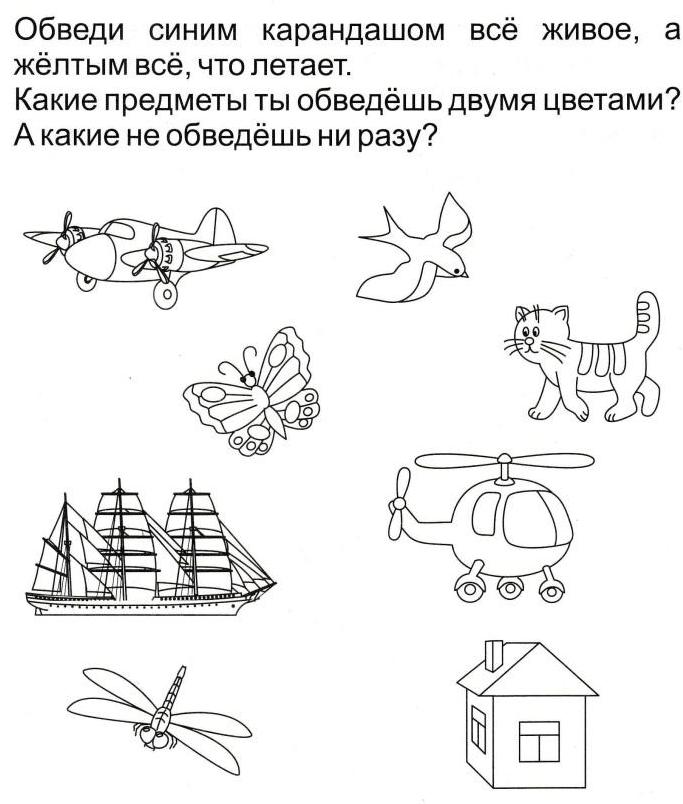 Обведи синим карандашом всё живое, а
жёлтым всё, что летает.
Какие предметы ты обведёшь двумя цветами?
А какие не обведёшь ни разу?